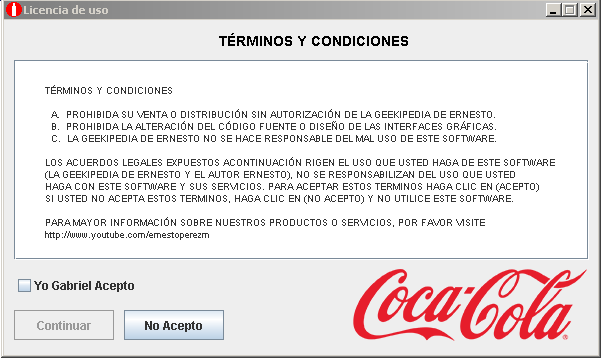 Licencia de uso
TÉRMINOS Y CONDICIONES
TÉRMINOS Y CONDICIONES
A. PROHIBIDA SU VENTA O DISTRIBUCIÓN SIN AUTORIZACIÓN DE LA GEEKIPEDIA DE ERNESTO.
B. PROHIBIDA LA ALTERACIÓN DEL CÓDIGO FUENTE O DISEÑO DE LAS INTERFACES GRÁFICAS.
C. LA GEEKIPEDIA DE ERNESTO NO SE HACE RESPONSABLE DEL MAL USO DE ESTE SOFTWARE.
LOS ACUERDOS LEGALES EXPUESTOS ACONTINUACIÓN RIGEN EL USO QUE USTED HAGA DE ESTE SOFTWARE
(LA GEEKIPEDIA DE ERNESTO Y EL AUTOR ERNESTO), NO SE RESPONSABILIZAN DEL USO QUE USTED
HAGA CON ESTE SOFTWARE Y SUS SERVICIOS. PARA ACEPTAR ESTOS TERMINOS HAGA CLIC EN (ACEPTO)
SI USTED NO ACEPTA ESTOS TERMINOS, HAGA CLIC EN (NO ACEPTO) Y NO UTILICE ESTE SOFTWARE.
PARA MAYOR INFORMACIÓN SOBRE NUESTROS PRODUCTOS O SERVICIOS, POR FAVOR VISITE
http://www.youtube.com/ernestoperezm
Yo Gabriel Acepto
Continuar
No Acepto
Coca-Cola®